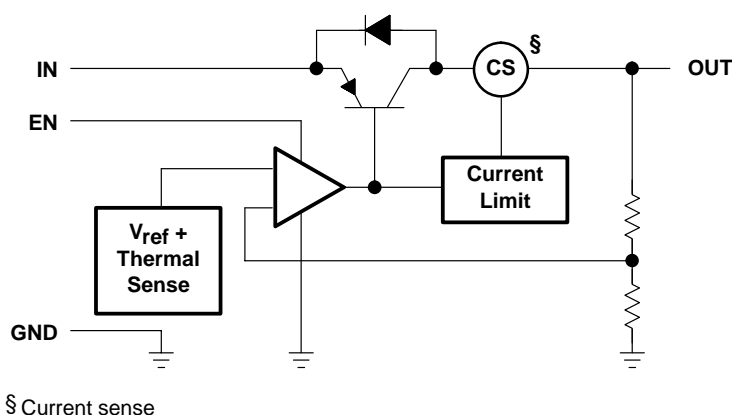 §
IN
CS
OUT
EN
Current
Limit
Vref +
Thermal
Sense
GND
§ Current sense